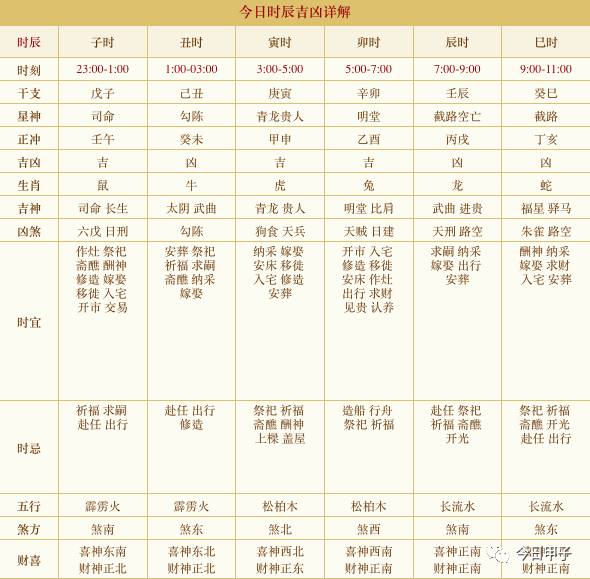 今日时辰吉凶详解
时辰 子时 丑时 寅时 卯时 辰时 巳时
时刻 23:00-1:00 1:00-03:00 3:00-5:00 5:00-7:00 7:00-9:00 9:00-11:00
干支 戊子 己丑 庚寅 辛卯 壬辰 癸巳
星神 司命 勾陈 青龙贵人 明堂 截路空亡 截路
正冲 壬午 癸未 甲申 乙酉 丙戌 丁亥
吉凶 吉 凶 吉 吉 凶 凶
生肖 鼠 牛 虎 兔 龙 蛇
吉神 司命 长生 太阴 武曲 青龙 贵人 明堂 比肩 武曲 进贵 福星 驿马
凶煞 六戊 日刑 勾陈 狗食 天兵 天贼 日建 天刑 路空 朱雀 路空
作灶 祭祀 安葬 祭祀 纳采 嫁娶 开市 入宅 求嗣 纳采 酬神 纳采
斋醮 酬神 祈福 求嗣 安床 移徙 修造 移徙 嫁娶 出行 嫁娶 求财
修造 嫁娶 斋醮 纳采 入宅 修造 安床 作灶 安葬 入宅 安葬
移徙 入宅 嫁娶 安葬 出行 求财
开市 交易 见贵 认养
时宜
祈福 求嗣 赴任 出行 祭祀 祈福 造船 行舟 赴任 祭祀 祭祀 祈福
赴任 出行 修造 斋醮 酬神 祭祀 祈福 祈福 斋醮 斋醮 开光
上樑 盖屋 开光 赴任 出行
时忌
五行 霹雳火 霹雳火 松柏木 松柏木 长流水 长流水
煞方 煞南 煞东 煞北 煞西 煞南 煞东
喜神东南 喜神东北 喜神西北 喜神西南 喜神正南
财喜
财神正北 财神正北 财神正东 财神正东 财神正南 财神正南
今日甲子